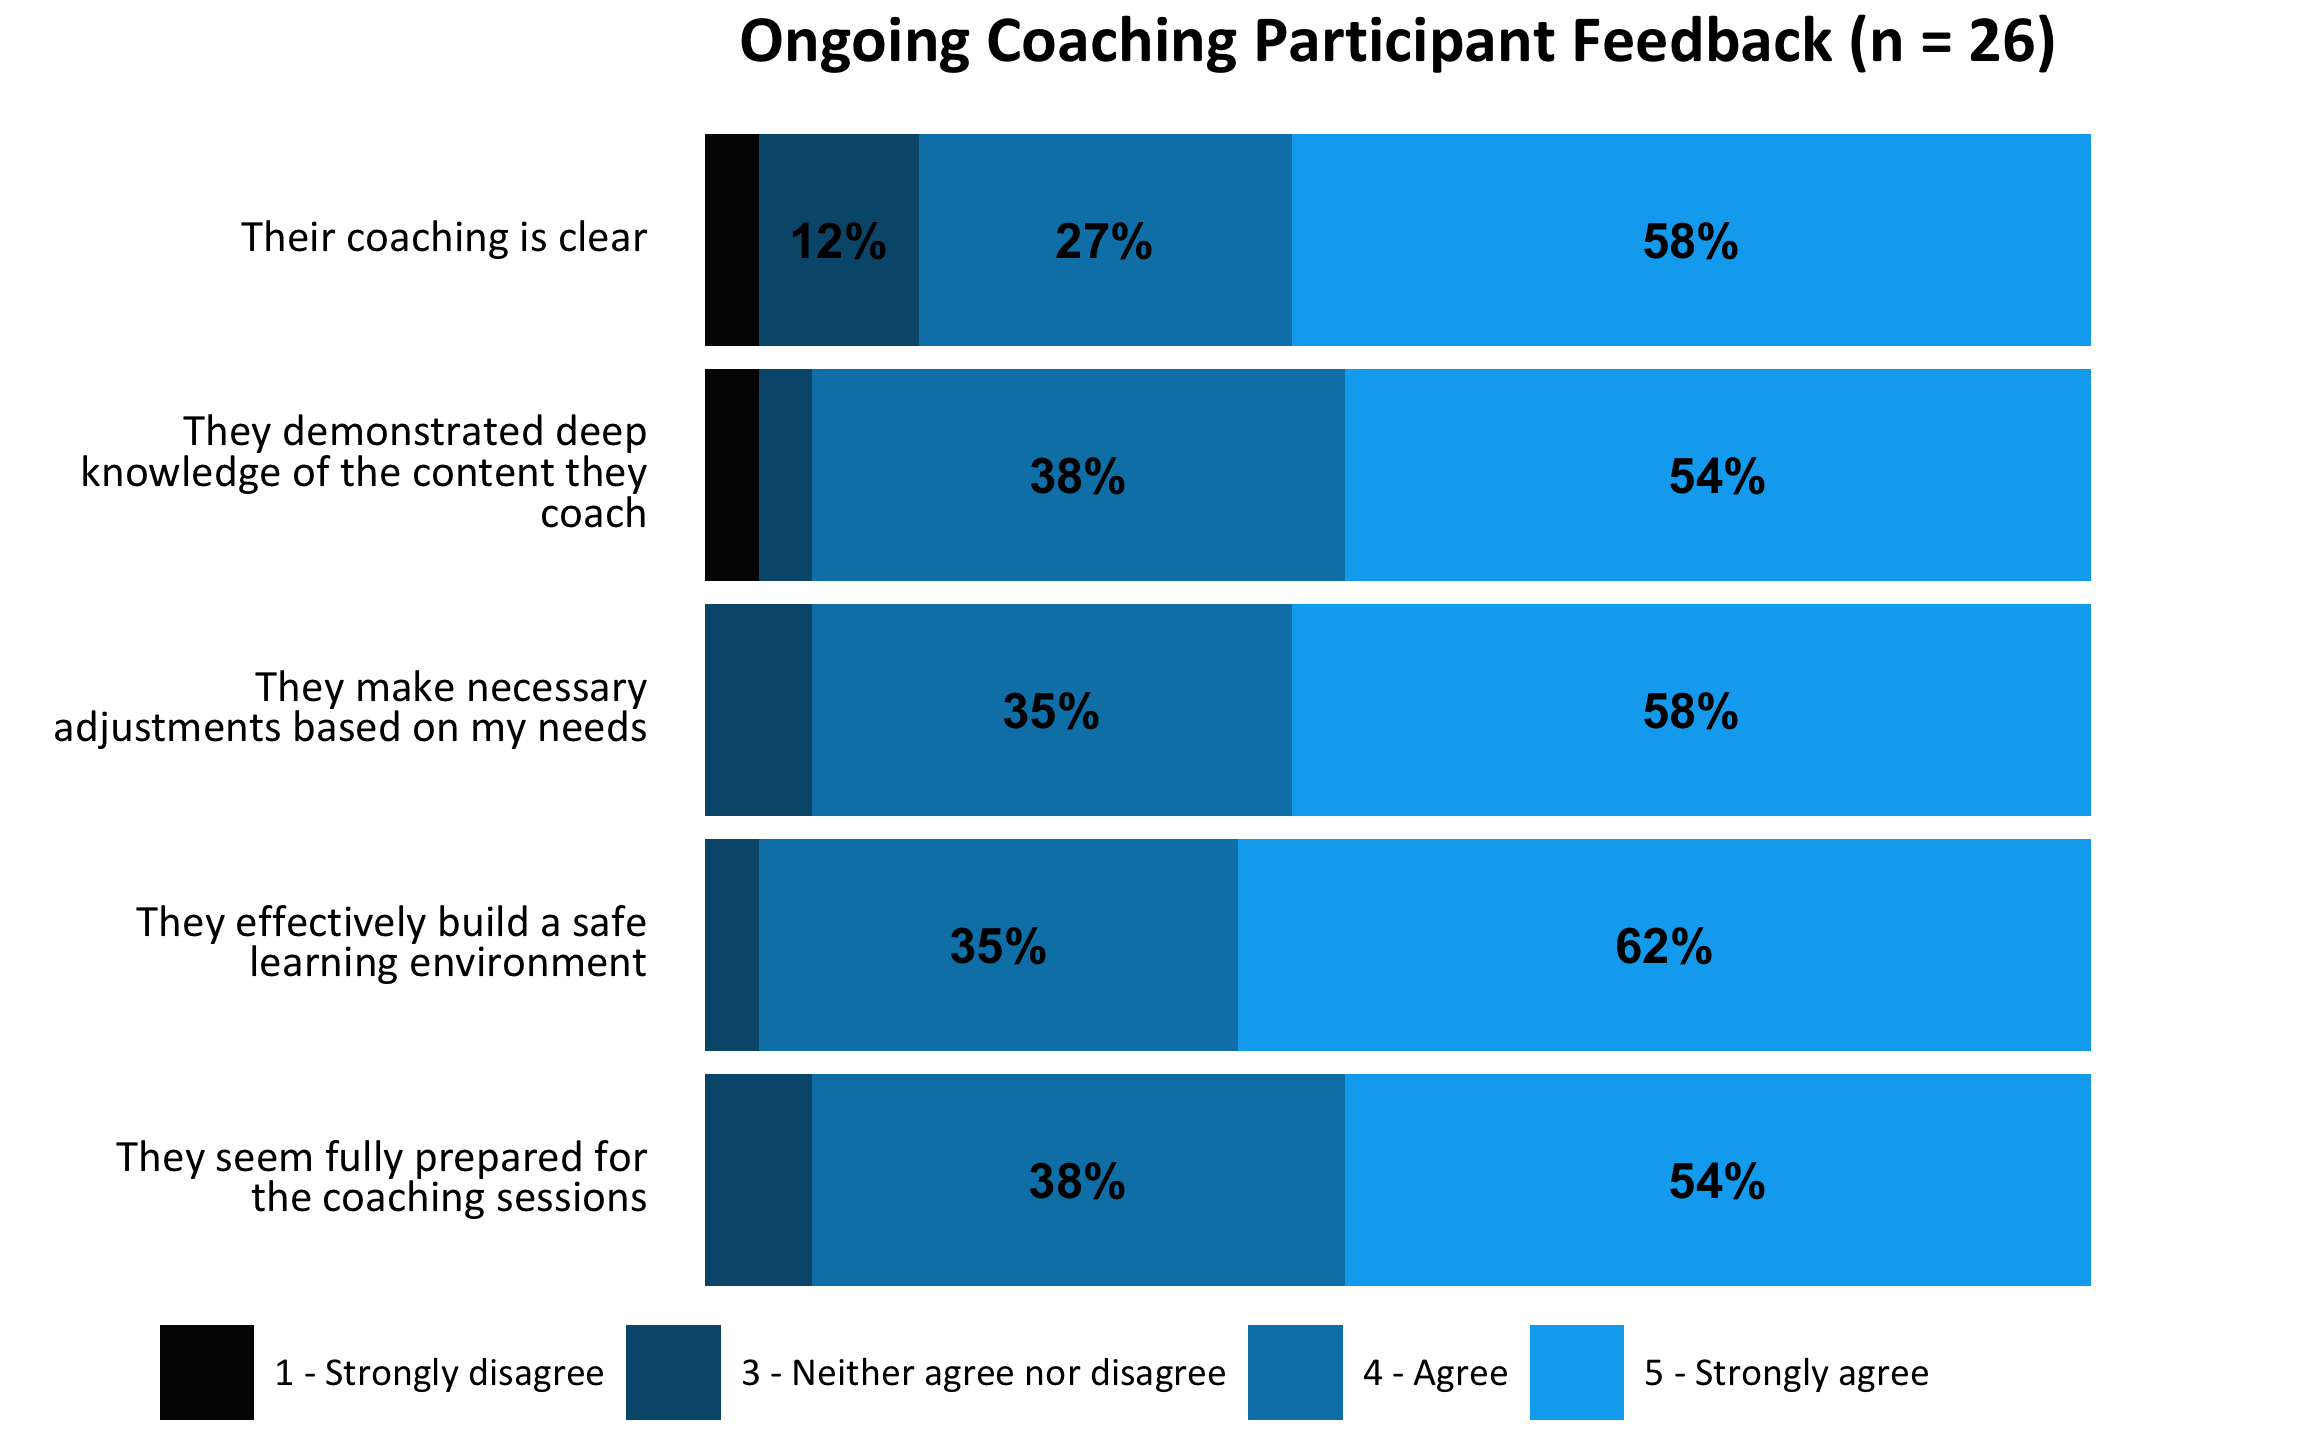 Ongoing Coaching Participant Feedback (n = 26)
Their coaching is clear
12%
27%
58%
They demonstrated deep
knowledge of the content they
coach
38%
54%
They make necessary
adjustments based on my needs
35%
58%
They effectively build a safe
learning environment
35%
62%
They seem fully prepared for
the coaching sessions
38%
54%
1 - Strongly disagree
3 - Neither agree nor disagree
4 - Agree
5 - Strongly agree